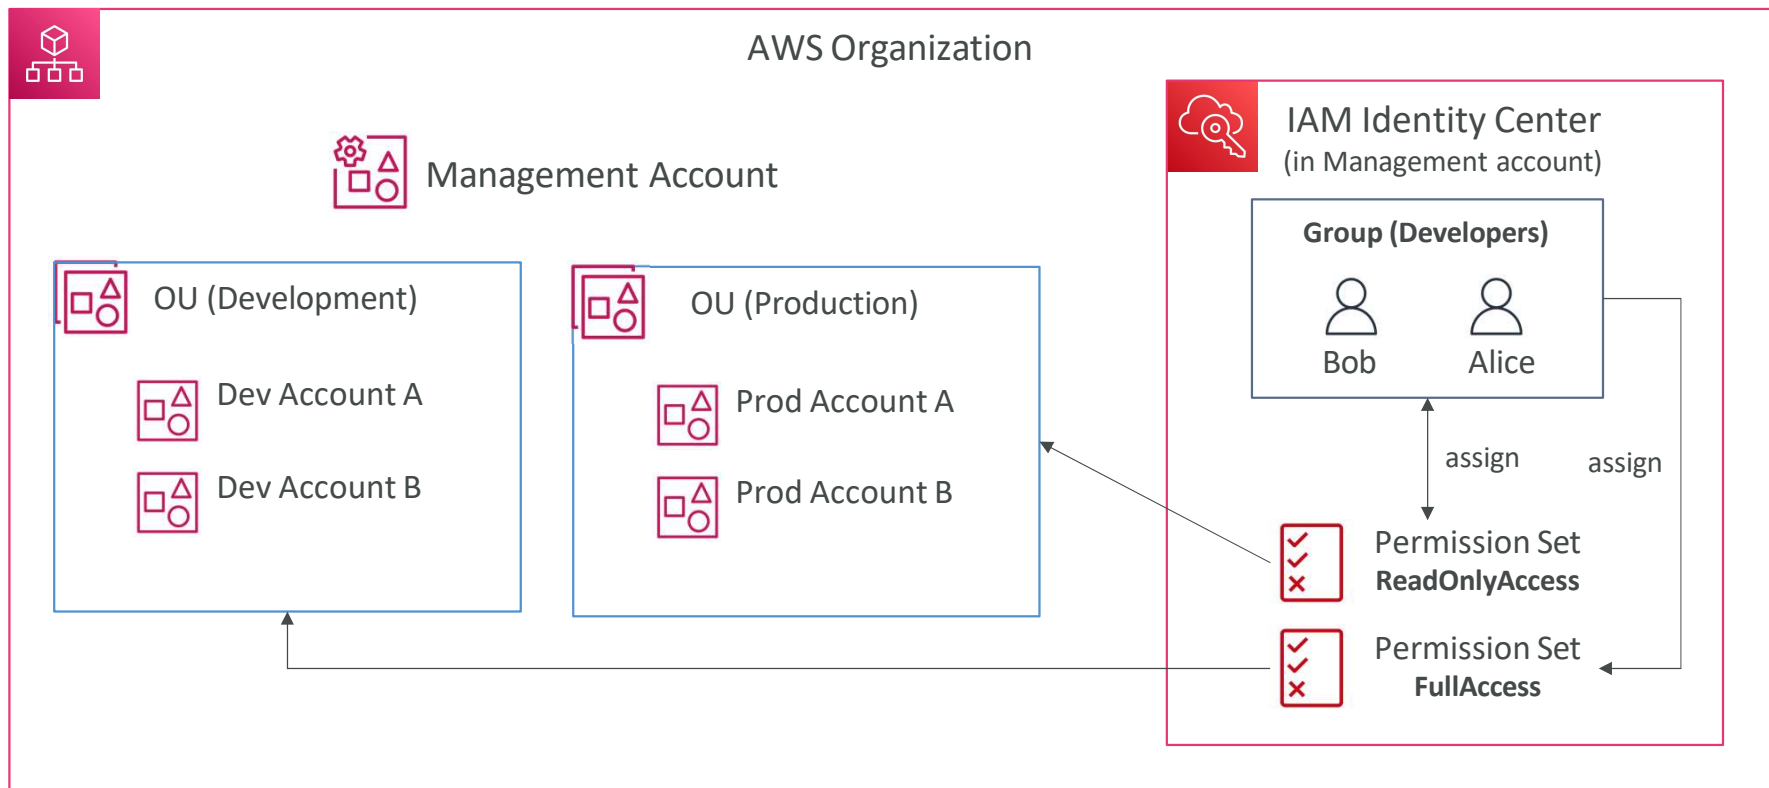 AWS Organization
IAM Identity Center
(in Management account)
Management Account
Group (Developers)
Bob
Alice
OU (Development)
Dev Account A
Dev Account B
OU (Production)
Prod Account A
Prod Account B
assign
assign
Permission Set
ReadOnlyAccess
Permission Set
FullAccess